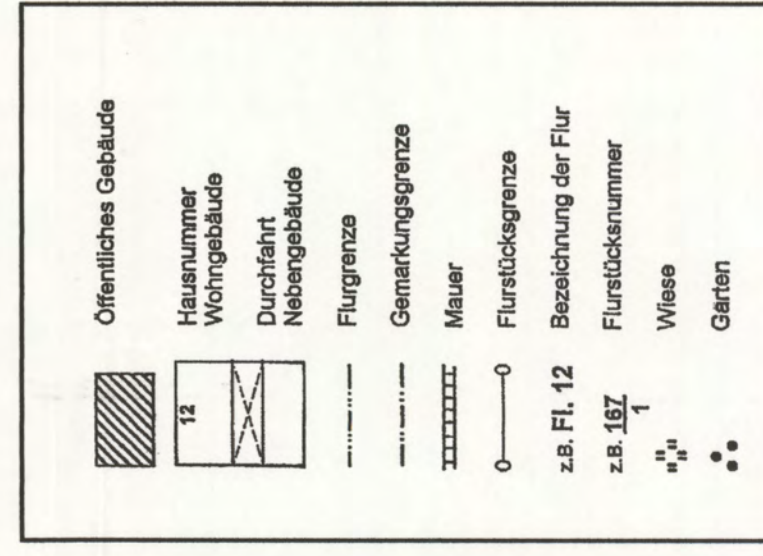 Öffentliches Gebäude
12
Hausnummer
Wohngebäude
Durchfahrt
Nebengebäude
Flurgrenze
Gemarkungsgrenze
Mauer
Flurstücksgrenze
z.B. Fl. 12 Bezeichnung der Flur
z.B. 167 Flurstücksnummer
1
Wiese
Garten